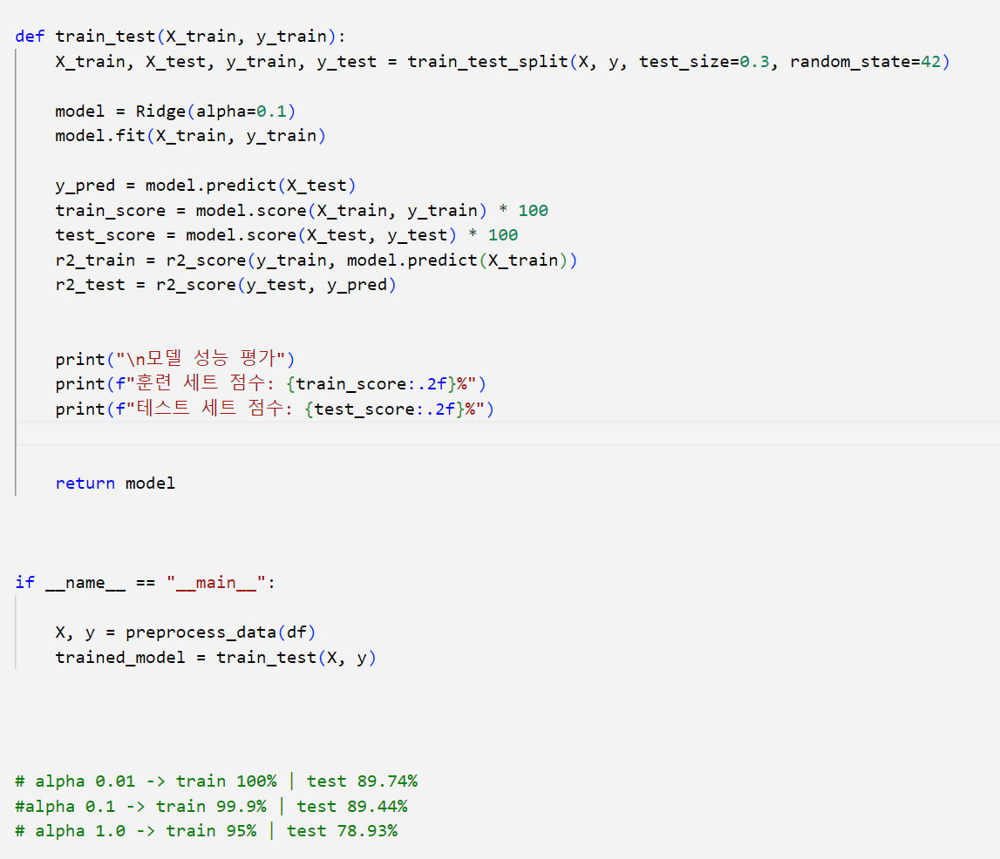 def train_test(X_train, y_train):
    X_train, X_test, y_train, y_test = train_test_split(X, y, test_size=0.3, random_state=42)
    model = Ridge(alpha=0.1)
    model.fit(X_train, y_train)
    y_pred = model.predict(X_test)
    train_score = model.score(X_train, y_train) * 100
    test_score = model.score(X_test, y_test) * 100
    r2_train = r2_score(y_train, model.predict(X_train))
    r2_test = r2_score(y_test, y_pred)
    print("\n모델 성능 평가")
    print(f"훈련 세트 점수: {train_score:.2f}%")
    print(f"테스트 세트 점수: {test_score:.2f}%")
    return model
if __name__ == "__main__":
    X, y = preprocess_data(df)
    trained_model = train_test(X, y)
# alpha 0.01 -> train 100% | test 89.74%
#alpha 0.1 -> train 99.9% | test 89.44%
# alpha 1.0 -> train 95% | test 78.93%